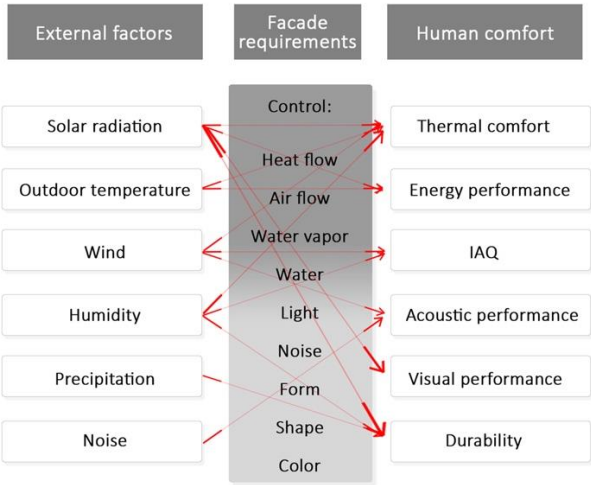 External factors
Facade
requirements
Human comfort
Solar radiation
Outdoor temperature
Wind
Humidity
Precipitation
Noise
Control:
Heat flow
Air flow
Water vapor
Water
Light
Noise
Form
Shape
Color
Thermal comfort
Energy performance
IAQ
Acoustic performance
Visual performance
Durability